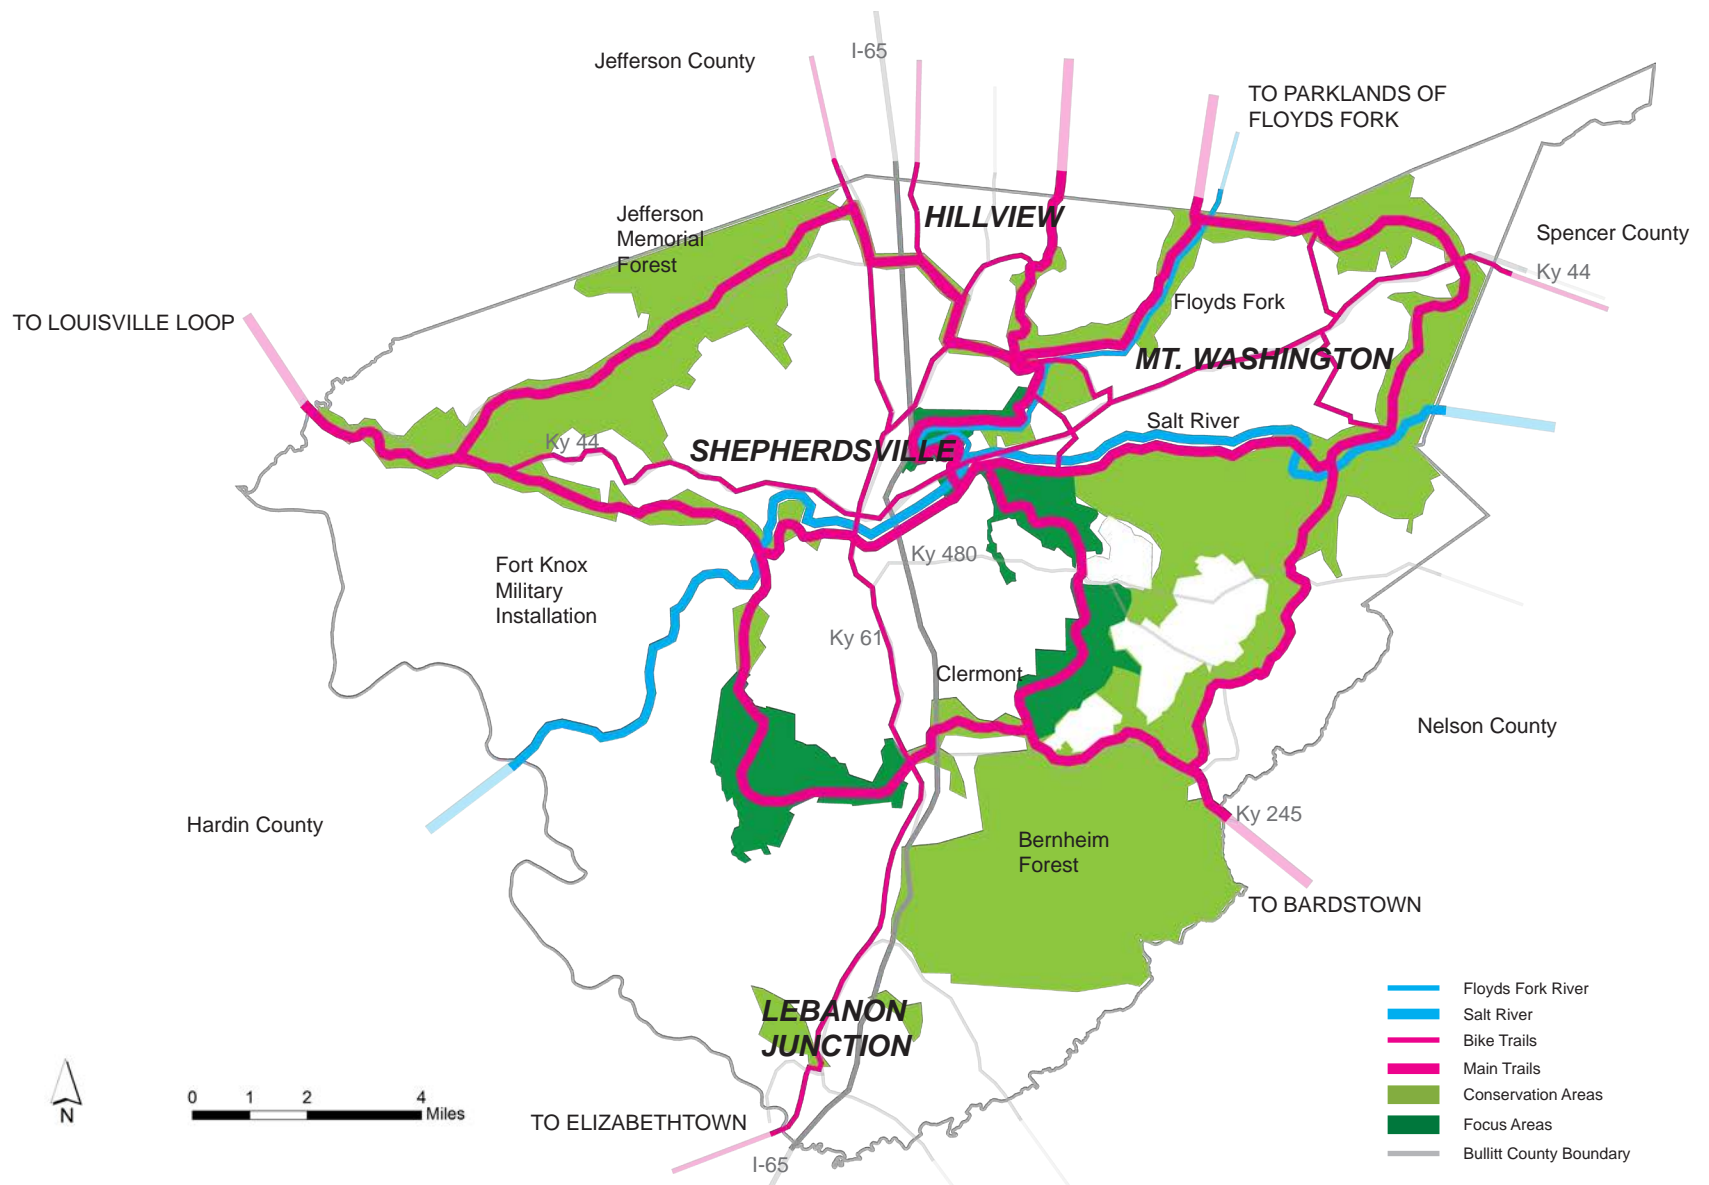 I-65
Jefferson County
TO PARKLANDS OF
FLOYDS FORK
Jefferson
Memorial
Forest
HILLVIEW
Spencer County
Ky 44
Floyds Fork
TO LOUISVILLE LOOP
MT. WASHINGTON
Salt River
Ky 44
SHEPHERDSVILLE
Ky 480
Fort Knox
Military
Installation
Ky 61
Clermont
Nelson County
Ky 245
Hardin County
Bernheim
Forest
TO BARDSTOWN
LEBANON
JUNCTION
TO ELIZABETHTOWN
I-65
N
0 1 2 4
Miles
Floyds Fork River
Salt River
Bike Trails
Main Trails
Conservation Areas
Focus Areas
Bullitt County Boundary